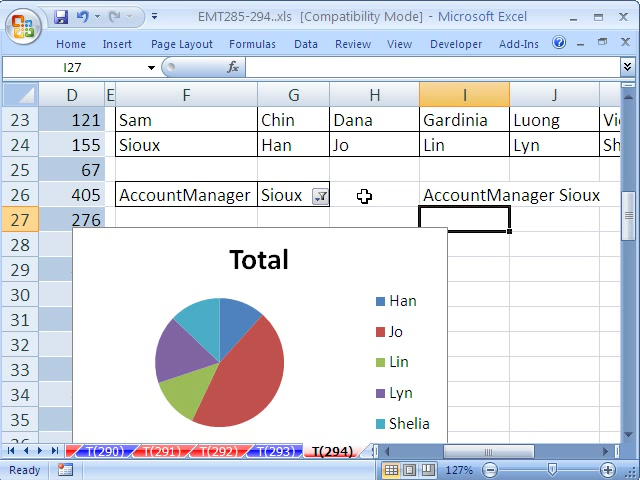 EMT285-294..xls [Compatibility Mode] - Microsoft Excel
Home Insert Page Layout Formulas Data Review View Developer Add-Ins
I27 fx
D E F G H I J
23 121 Sam Chin Dana Gardinia Luong
24 155 Sioux Han Jo Lin Lyn
25 67
26 405 AccountManager Sioux AccountManager Sioux
27 276
28
Total
29
30 Han
31 Jo
32
33 Lin
34 Lyn
35 Shelia
T(290) T(291) T(292) T(293) T(294)
Ready 127%